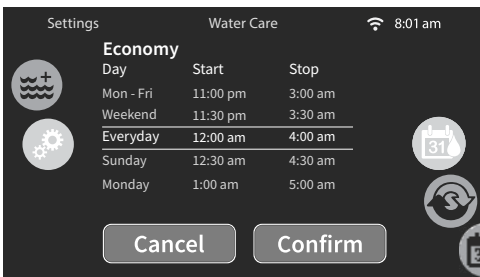 Settings Water Care 8:01 am
Economy
Day Start Stop
Mon - Fri 11:00 pm 3:00 am
Weekend 11:30 pm 3:30 am
Everyday 12:00 am 4:00 am
Sunday 12:30 am 4:30 am
Monday 1:00 am 5:00 am
31
Cancel Confirm